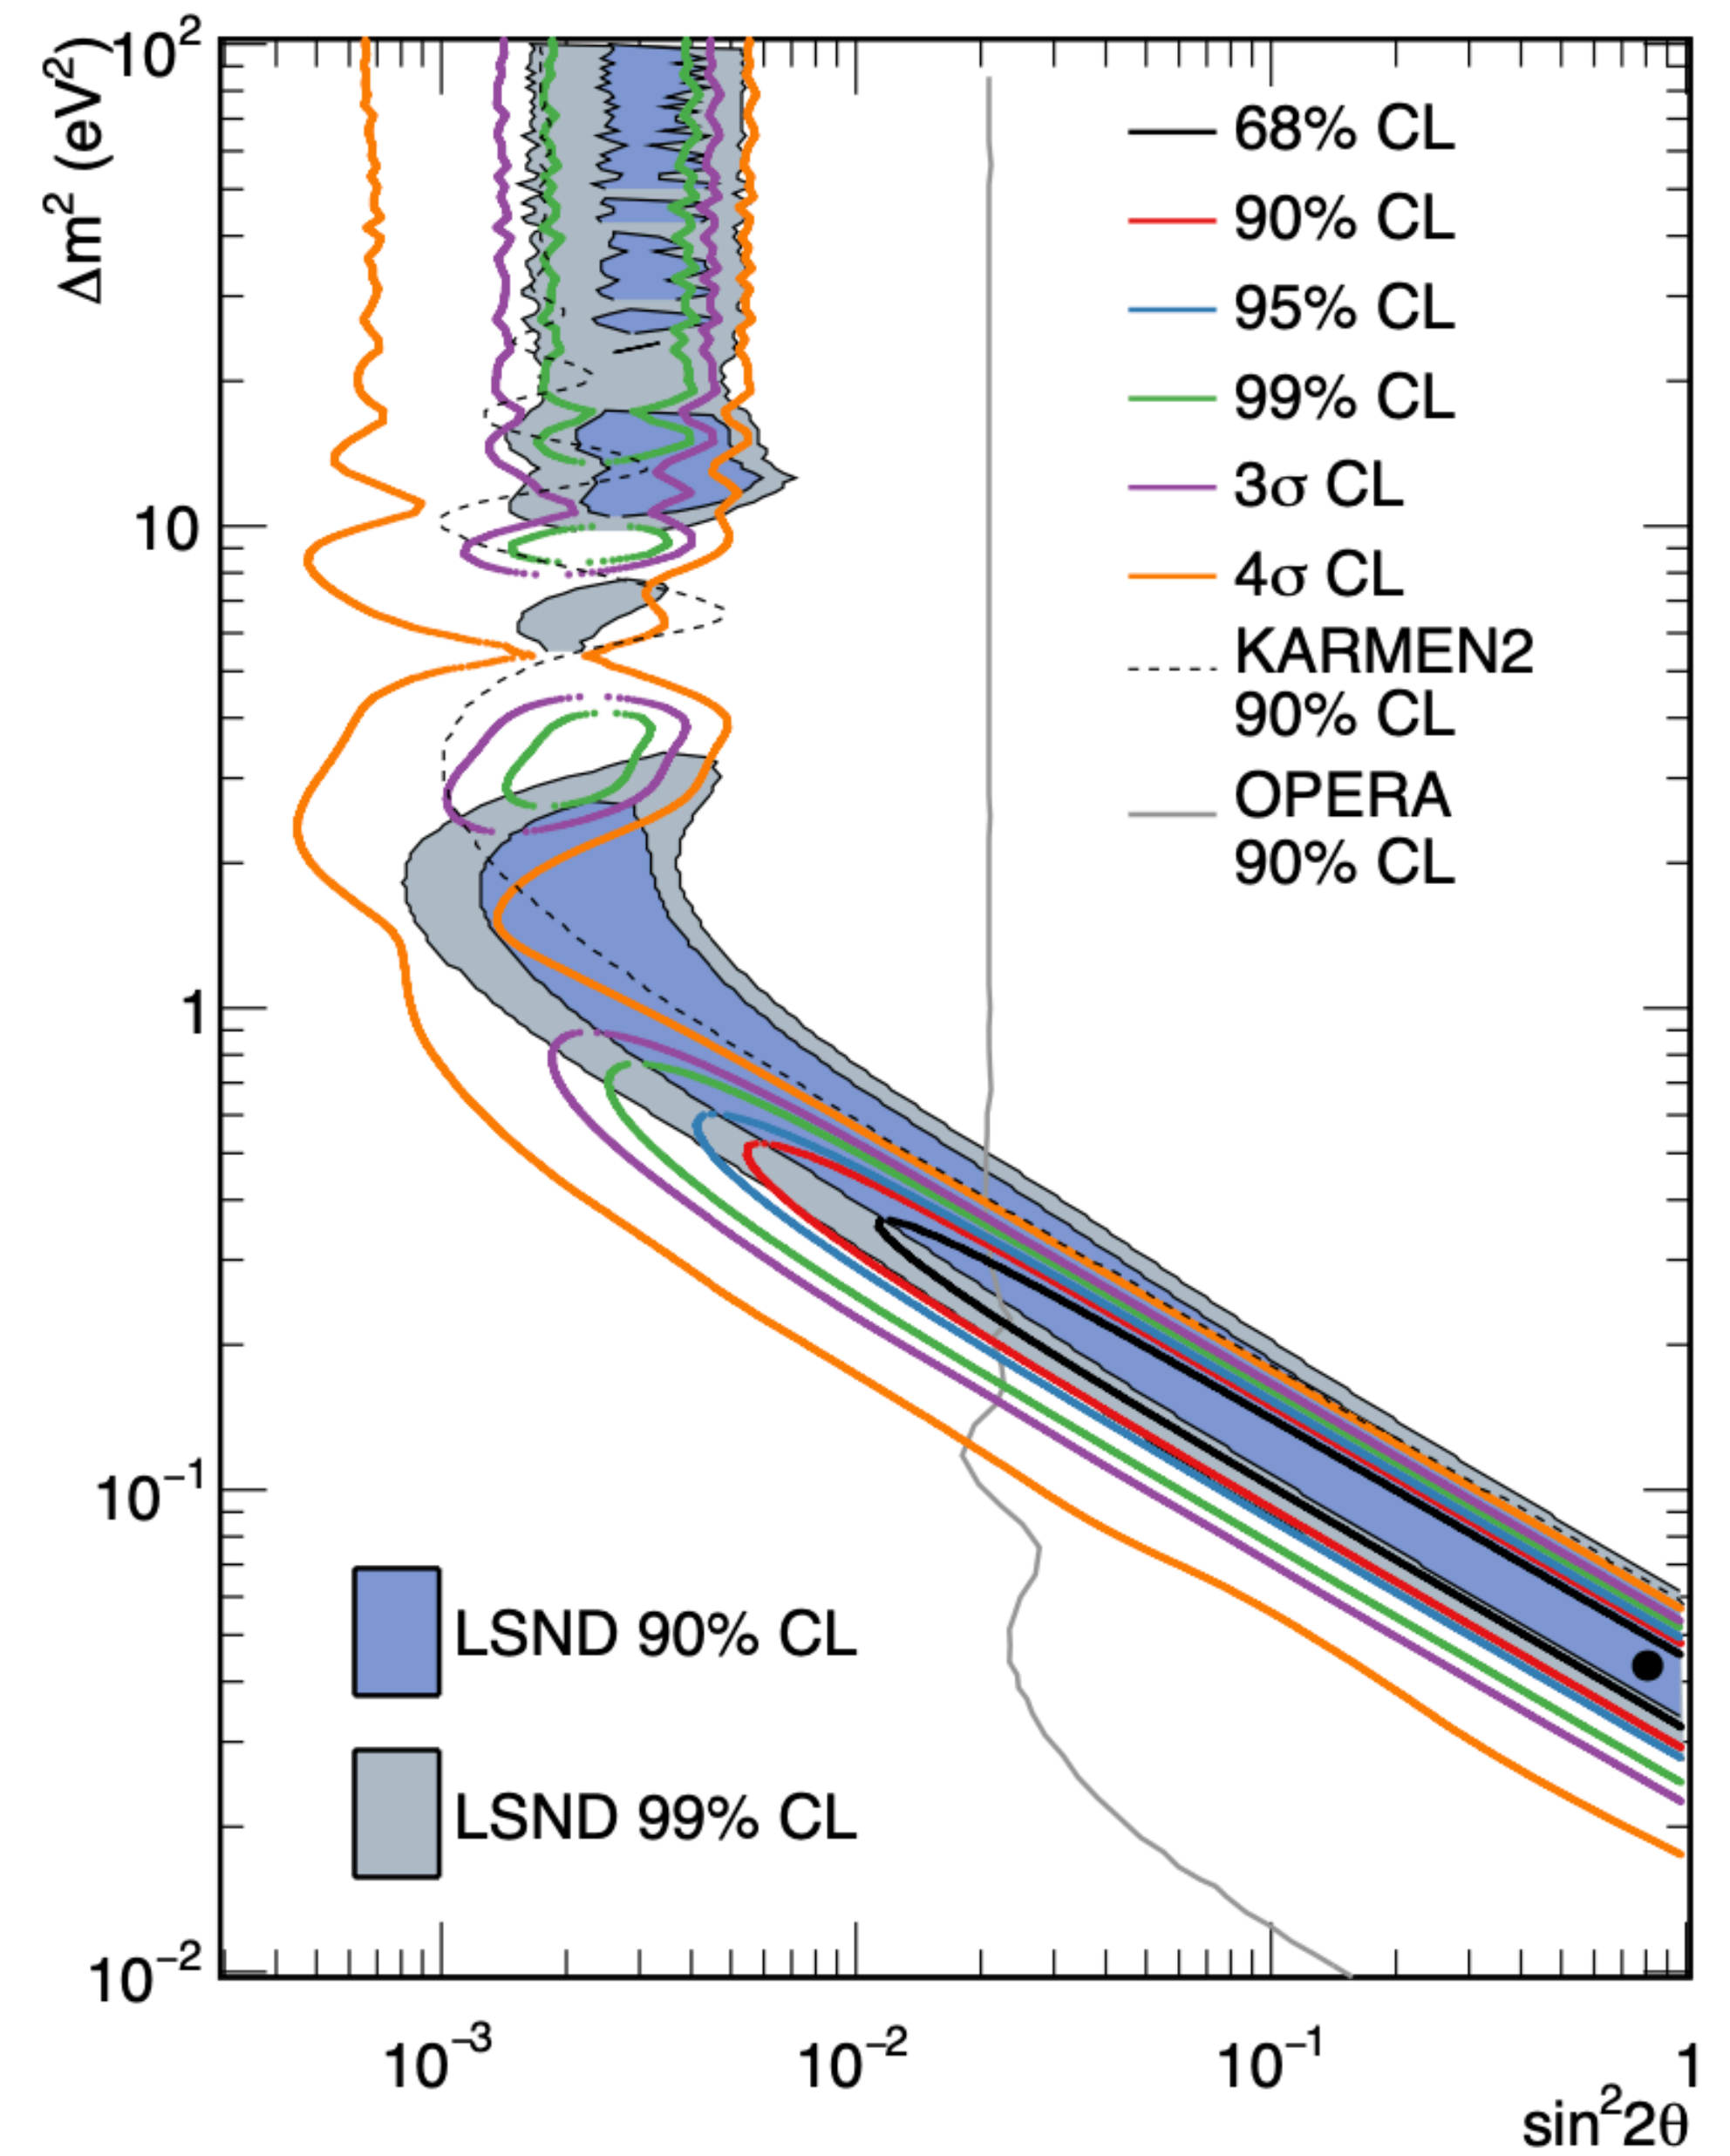 Δm² (eV²)
10²
10
1
10⁻¹
10⁻²
68% CL
90% CL
95% CL
99% CL
3σ CL
4σ CL
KARMEN2
90% CL
OPERA
90% CL
LSND 90% CL
LSND 99% CL
10⁻³
10⁻²
10⁻¹
1
sin²2θ